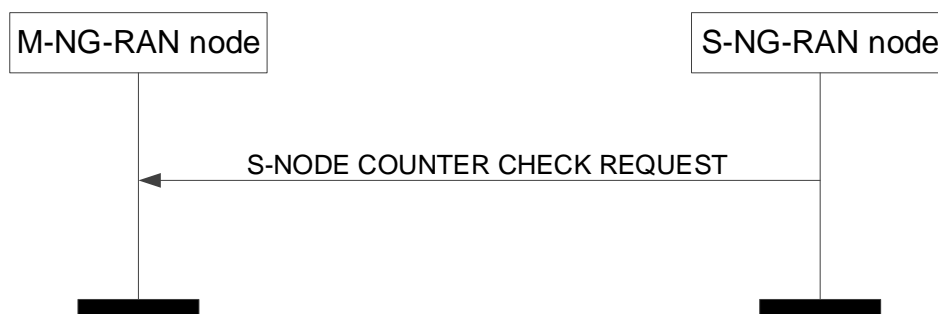 M-NG-RAN node
S-NG-RAN node
S-NODE COUNTER CHECK REQUEST